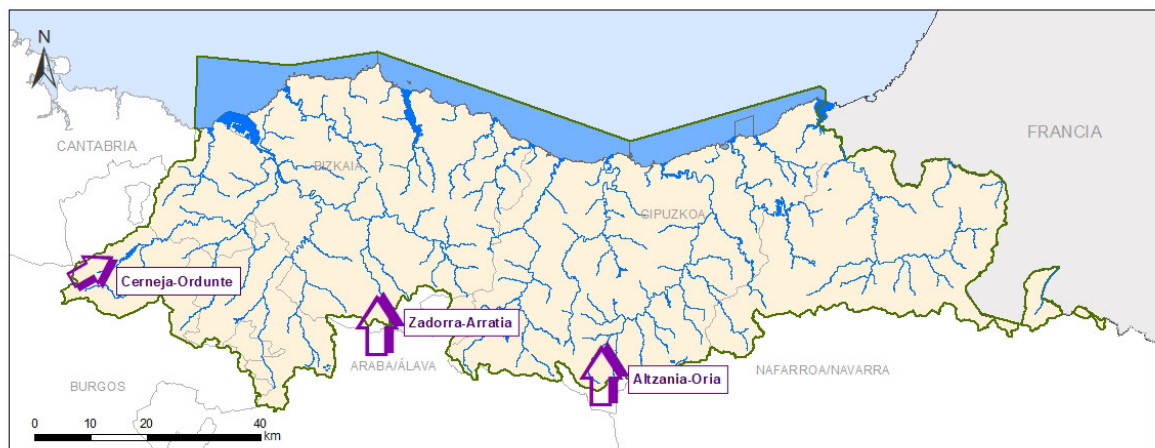 N
CANTABRIA
FRANCIA
BIZKAIA
GIPUZKOA
Cerneja-Ordunte
Zadorra-Arratia
ARABA/ÁLAVA
Altzania-Oria
NAFARROA/NAVARRA
BURGOS
0 10 20 40
km